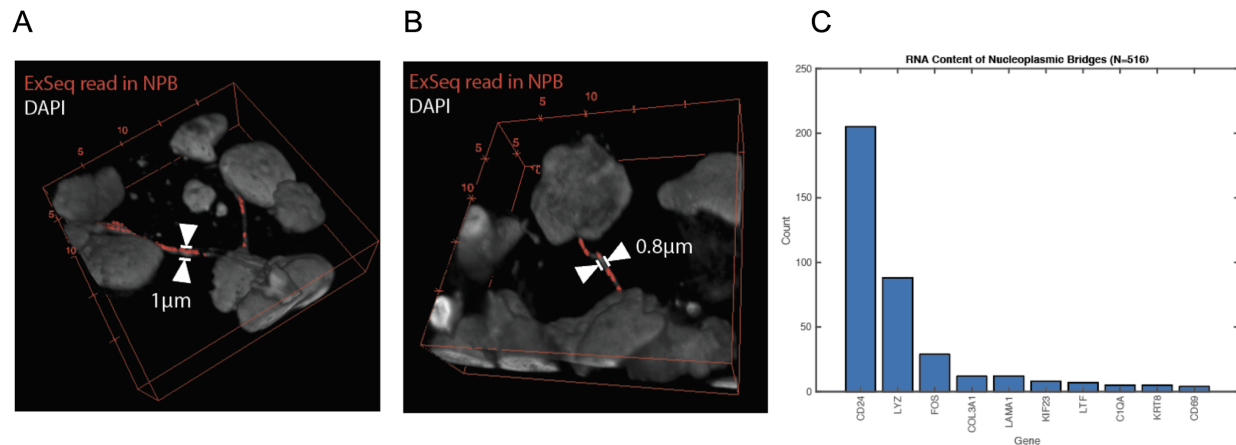 A
B
C
ExSeq read in NPB
DAPI
10
5
5
10
1µm
ExSeq read in NPB
DAPI
5
10
5
5
10
0.8µm
RNA Content of Nucleoplasmic Bridges (N=516)
250
200
150
100
50
0
Count
CD24
LYZ
FOS
COL3A1
LAMA1
KIF23
LTF
C1QA
KRT8
CD69
Gene